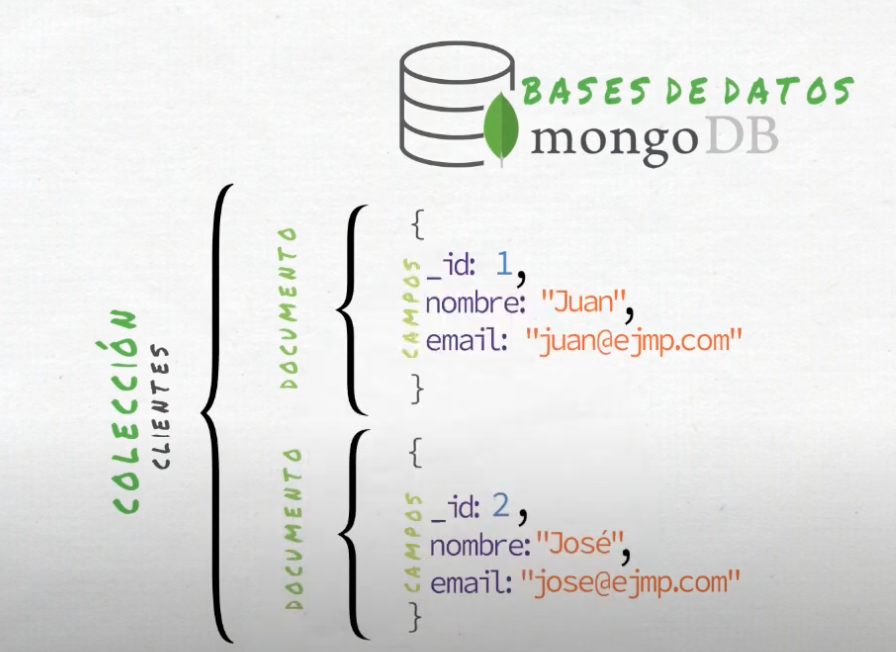 BASES DE DATOS
mongoDB
COLECCIÓN
CLIENTES
DOCUMENTO
CAMPOS
{
_id: 1,
nombre: "Juan",
email: "juan@ejmp.com"
}
DOCUMENTO
CAMPOS
{
_id: 2,
nombre:"José",
email:"jose@ejmp.com"
}